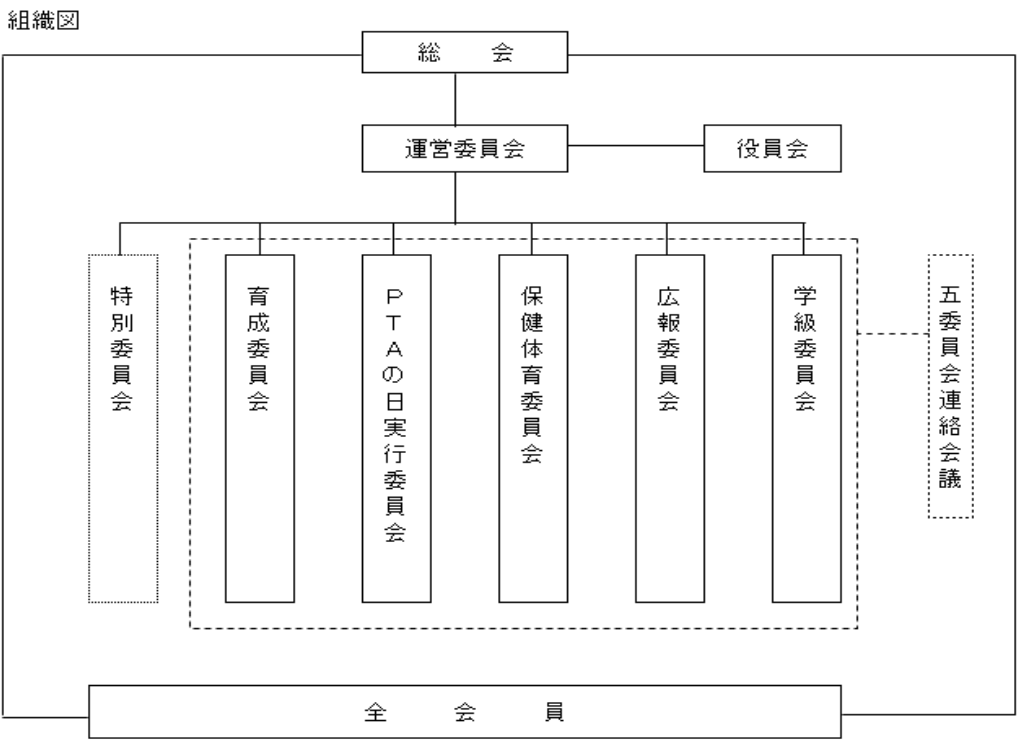 組織図
総　会
運営委員会
役員会
特別委員会
育成委員会
ＰＴＡの日実行委員会
保健体育委員会
広報委員会
学級委員会
五委員会連絡会議
全　会　員